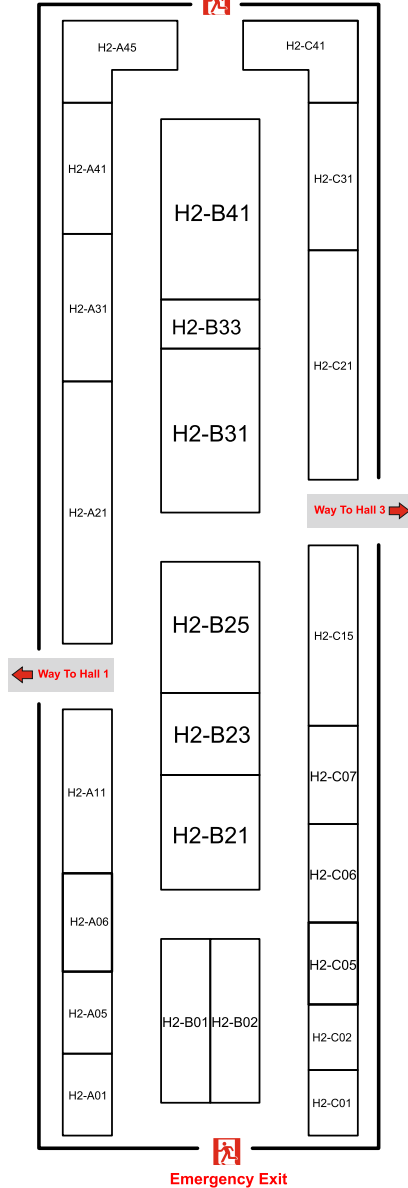 H2-A45
H2-C41
H2-A41
H2-C31
H2-B41
H2-A31
H2-B33
H2-C21
H2-B31
H2-A21
Way To Hall 3
H2-B25
H2-C15
Way To Hall 1
H2-B23
H2-C07
H2-A11
H2-B21
H2-C06
H2-A06
H2-C05
H2-A05
H2-B01
H2-B02
H2-C02
H2-A01
H2-C01
Emergency Exit